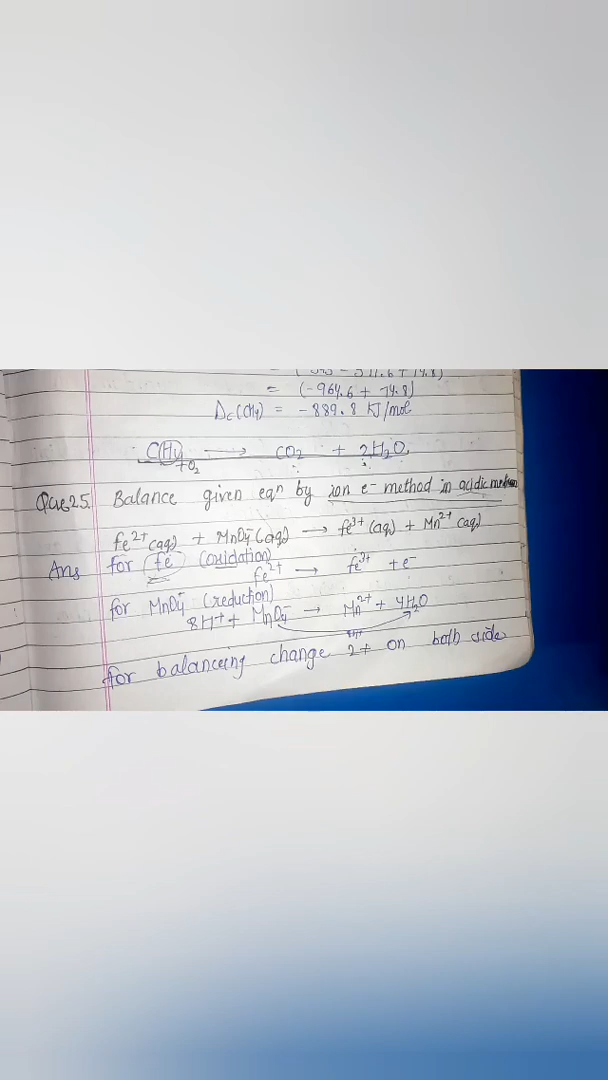 = (-964.6 + 74.8)
Δc(CH4) = -889.8 KJ/mol
CH4 + O2 → CO2 + 2H2O
Que25. Balance given eqn by ion e- method in acidic medium
fe2+ (aq) + MnO4- (aq) → fe3+ (aq) + Mn2+ (aq)
Ans for fe (oxidation)
fe2+ → fe3+ + e-
for MnO4- (reduction)
8H+ + MnO4- → Mn2+ + 4H2O
for balanceing change 2+ on both side